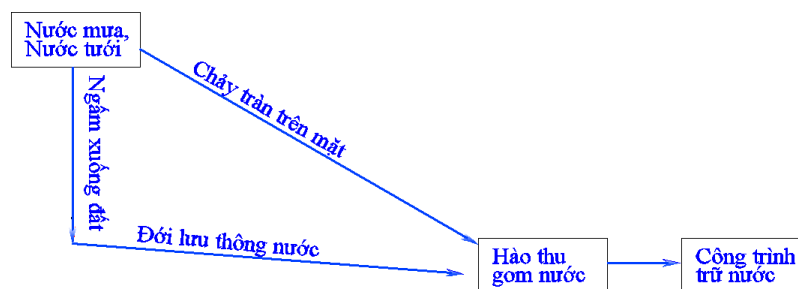 Nước mưa,
Nước tưới
Chảy tràn trên mặt
Ngấm xuống đất
Đới lưu thông nước
Hào thu
gom nước
Công trình
trữ nước